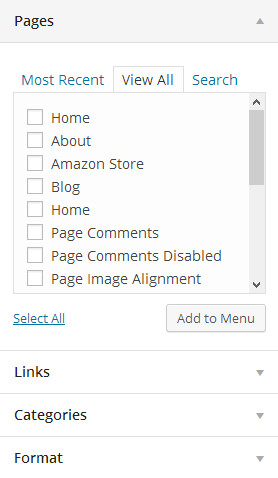 Pages
Most Recent View All Search
Home
About
Amazon Store
Blog
Home
Page Comments
Page Comments Disabled
Page Image Alignment
Select All Add to Menu
Links
Categories
Format